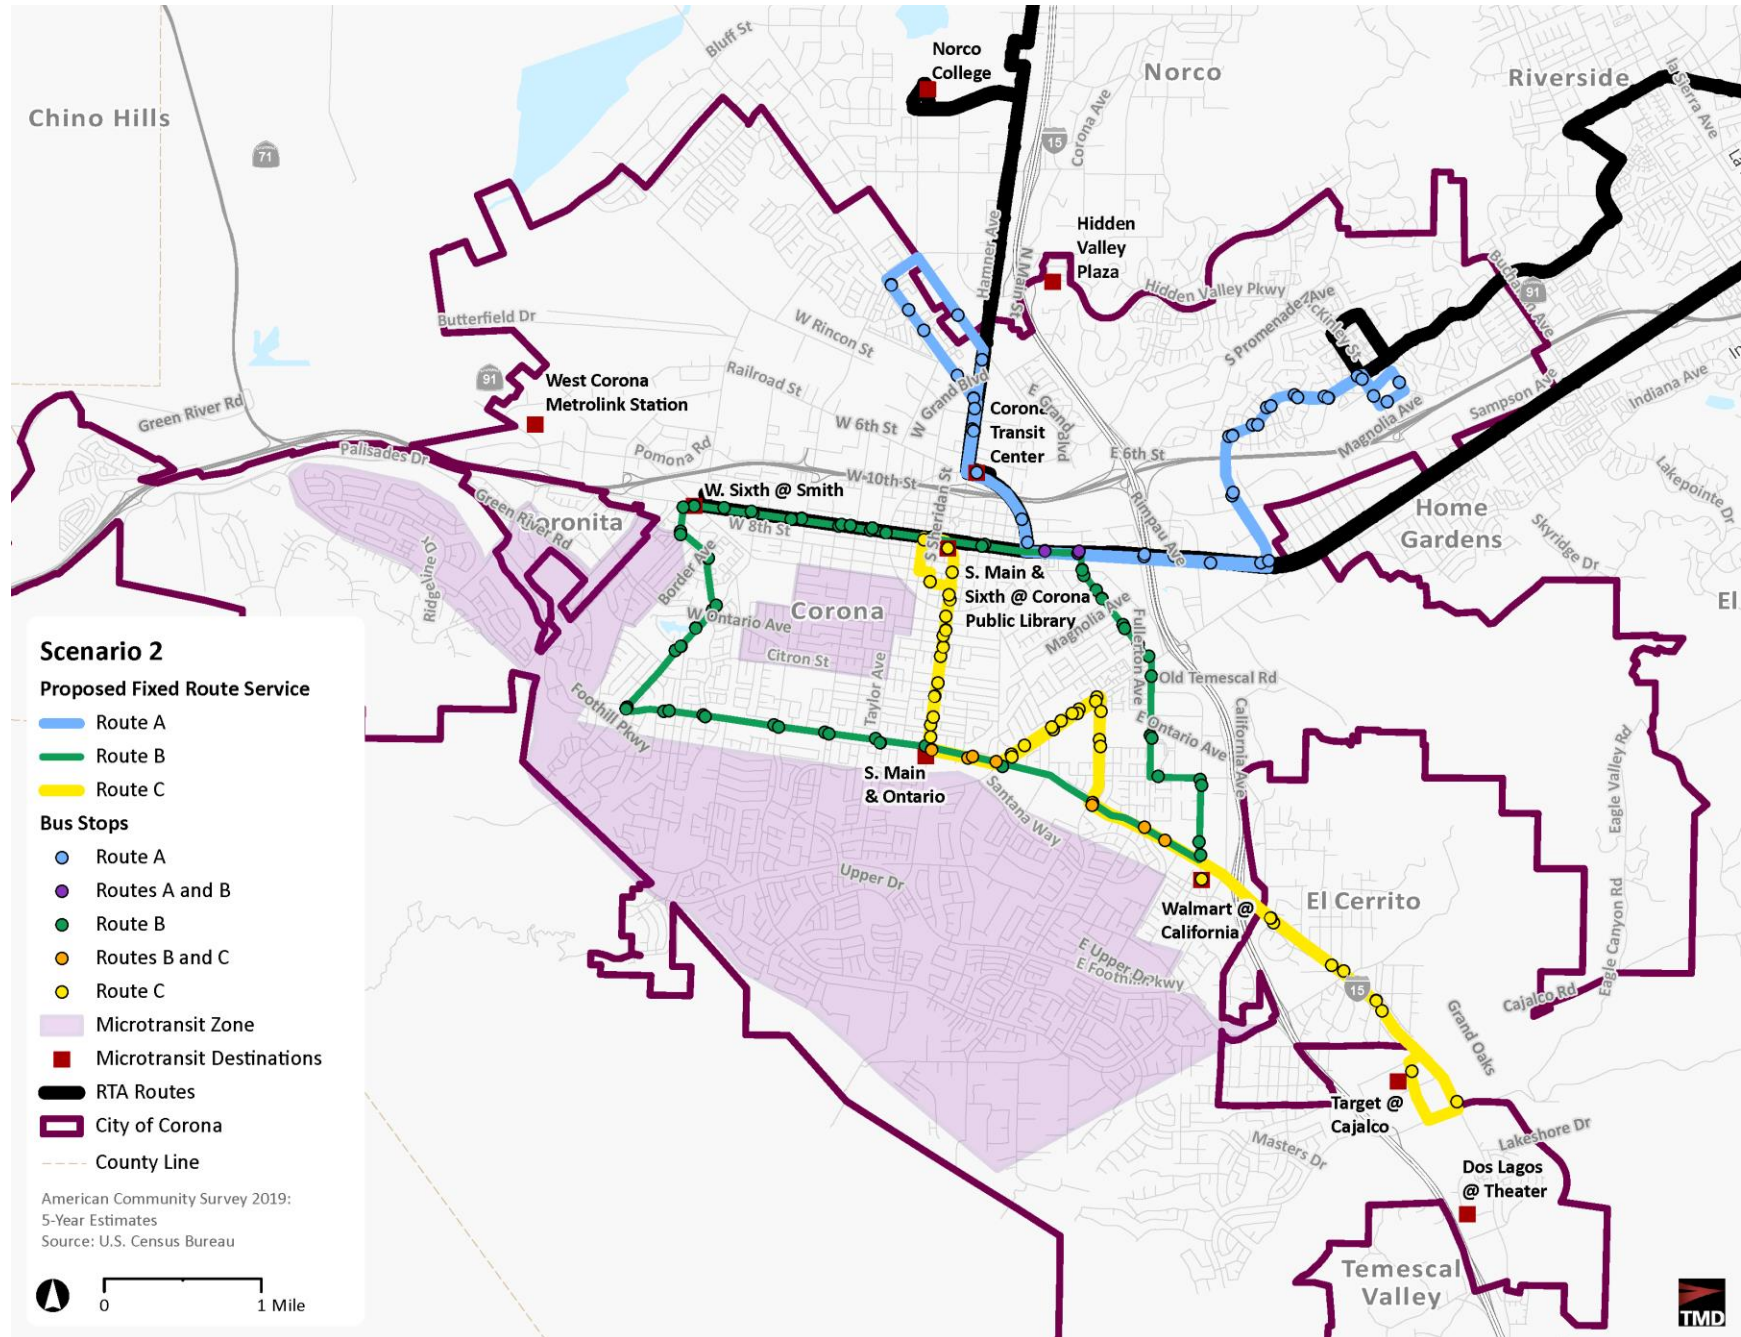 Bluff St
Norco
College
Norco
Riverside
la Sierra Ave
Chino Hills
71
15
Corona Ave
Hamner Ave
N Main St
Hidden
Valley
Plaza
Hidden Valley Pkwy
91
Butterfield Dr
W Rincon St
S Promenade Ave
McKinley St
91
Railroad St
West Corona
Metrolink Station
W Grand Blvd
E Grand Blvd
Sampson Ave
Indiana Ave
Magnolia Ave
Green River Rd
W 6th St
Corona
Transit
Center
Palisades Dr
Pomona Rd
E 6th St
W 10th St
Lakepointe Dr
W. Sixth @ Smith
Green River Rd
Coronita
W 8th St
S Sheridan St
Rimpau Ave
Home
Gardens
Skyridge Dr
Ridgeline Dr
Border Ave
S. Main &
Sixth @ Corona
Public Library
El
Corona
W Ontario Ave
Magnolia Ave
Fullerton Ave
Citron St
Taylor Ave
Old Temescal Rd
Foothill Pkwy
E Ontario Ave
California Ave
Eagle Valley Rd
S. Main
& Ontario
Santana Way
Upper Dr
Walmart @
California
El Cerrito
E Upper Dr
E Foothill Pkwy
Eagle Canyon Rd
15
Cajalco Rd
Grand Oaks
Target @
Cajalco
Masters Dr
Lakeshore Dr
Dos Lagos
@ Theater
Temescal
Valley
TMD
Scenario 2
Proposed Fixed Route Service
Route A
Route B
Route C
Bus Stops
Route A
Routes A and B
Route B
Routes B and C
Route C
Microtransit Zone
Microtransit Destinations
RTA Routes
City of Corona
County Line
American Community Survey 2019:
5-Year Estimates
Source: U.S. Census Bureau
0
1 Mile